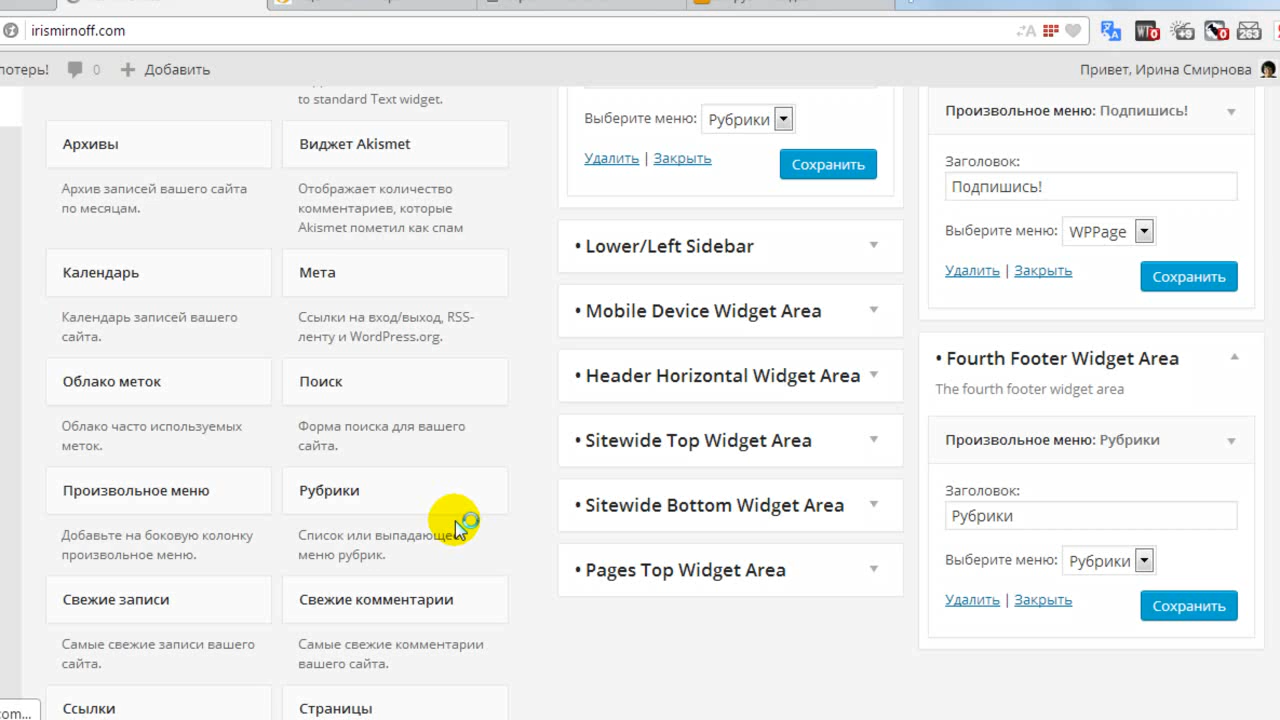 irismirnoff.com
A
+9
0
263
потерь!
0
Добавить
Привет, Ирина Смирнова
to standard Text widget.
Архивы
Архив записей вашего сайта
по месяцам.
Виджет Akismet
Отображает количество
комментариев, которые
Akismet пометил как спам
Календарь
Календарь записей вашего
сайта.
Мета
Ссылки на вход/выход, RSS-
ленту и WordPress.org.
Облако меток
Облако часто используемых
меток.
Поиск
Форма поиска для вашего
сайта.
Произвольное меню
Добавьте на боковую колонку
произвольное меню.
Рубрики
Список или выпадающее
меню рубрик.
Свежие записи
Самые свежие записи вашего
сайта.
Свежие комментарии
Самые свежие комментарии
вашего сайта.
Ссылки
Страницы
com...
Выберите меню: Рубрики
Удалить | Закрыть
Сохранить
• Lower/Left Sidebar
• Mobile Device Widget Area
• Header Horizontal Widget Area
• Sitewide Top Widget Area
• Sitewide Bottom Widget Area
• Pages Top Widget Area
Произвольное меню: Подпишись!
Заголовок:
Подпишись!
Выберите меню: WPPage
Удалить | Закрыть
Сохранить
• Fourth Footer Widget Area
The fourth footer widget area
Произвольное меню: Рубрики
Заголовок:
Рубрики
Выберите меню: Рубрики
Удалить | Закрыть
Сохранить